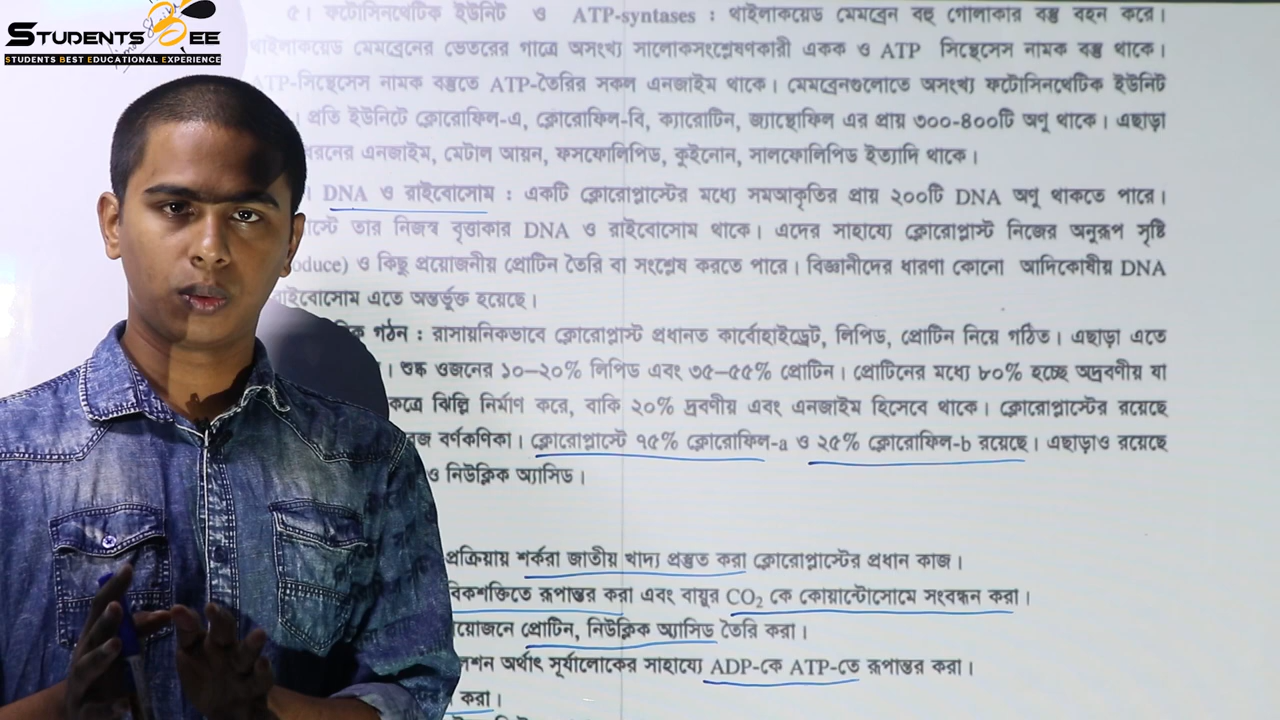 STUDENTS BEE
STUDENTS BEST EDUCATIONAL EXPERIENCE
৫। ফটোসিনথেটিক ইউনিট ও ATP-syntases : থাইলাকয়েড মেমব্রেন বহু গোলাকার বস্তু বহন করে।
থাইলাকয়েড মেমব্রেনের ভেতরের গাত্রে অসংখ্য সালোকসংশ্লেষণকারী একক ও ATP সিন্থেসেস নামক বস্তু থাকে।
ATP-সিন্থেসেস নামক বস্তুতে ATP-তৈরির সকল এনজাইম থাকে। মেমব্রেনগুলোতে অসংখ্য ফটোসিনথেটিক ইউনিট
। প্রতি ইউনিটে ক্লোরোফিল-এ, ক্লোরোফিল-বি, ক্যারোটিন, জ্যান্থোফিল এর প্রায় ৩০০-৪০০টি অণু থাকে। এছাড়া
ধরনের এনজাইম, মেটাল আয়ন, ফসফোলিপিড, কুইনোন, সালফোলিপিড ইত্যাদি থাকে।
। DNA ও রাইবোসোম : একটি ক্লোরোপ্লাস্টের মধ্যে সমআকৃতির প্রায় ২০০টি DNA অণু থাকতে পারে।
াস্টে তার নিজস্ব বৃত্তাকার DNA ও রাইবোসোম থাকে। এদের সাহায্যে ক্লোরোপ্লাস্ট নিজের অনুরূপ সৃষ্টি
oduce) ও কিছু প্রয়োজনীয় প্রোটিন তৈরি বা সংশ্লেষ করতে পারে। বিজ্ঞানীদের ধারণা কোনো আদিকোষীয় DNA
রাইবোসোম এতে অন্তর্ভুক্ত হয়েছে।
িক গঠন : রাসায়নিকভাবে ক্লোরোপ্লাস্ট প্রধানত কার্বোহাইড্রেট, লিপিড, প্রোটিন নিয়ে গঠিত। এছাড়া এতে
। শুষ্ক ওজনের ১০–২০% লিপিড এবং ৩৫-৫৫% প্রোটিন। প্রোটিনের মধ্যে ৮০% হচ্ছে অদ্রবণীয় যা
কত্রে ঝিল্লি নির্মাণ করে, বাকি ২০% দ্রবণীয় এবং এনজাইম হিসেবে থাকে। ক্লোরোপ্লাস্টের রয়েছে
বুজ বর্ণকণিকা। ক্লোরোপ্লাস্টে ৭৫% ক্লোরোফিল-a ও ২৫% ক্লোরোফিল-b রয়েছে। এছাড়াও রয়েছে
ও নিউক্লিক অ্যাসিড।
প্রক্রিয়ায় শর্করা জাতীয় খাদ্য প্রস্তুত করা ক্লোরোপ্লাস্টের প্রধান কাজ।
িকশক্তিতে রূপান্তর করা এবং বায়ুর CO₂ কে কোয়ান্টোসোমে সংবন্ধন করা।
য়োজনে প্রোটিন, নিউক্লিক অ্যাসিড তৈরি করা।
লেশন অর্থাৎ সূর্যালোকের সাহায্যে ADP-কে ATP-তে রূপান্তর করা।
করা।